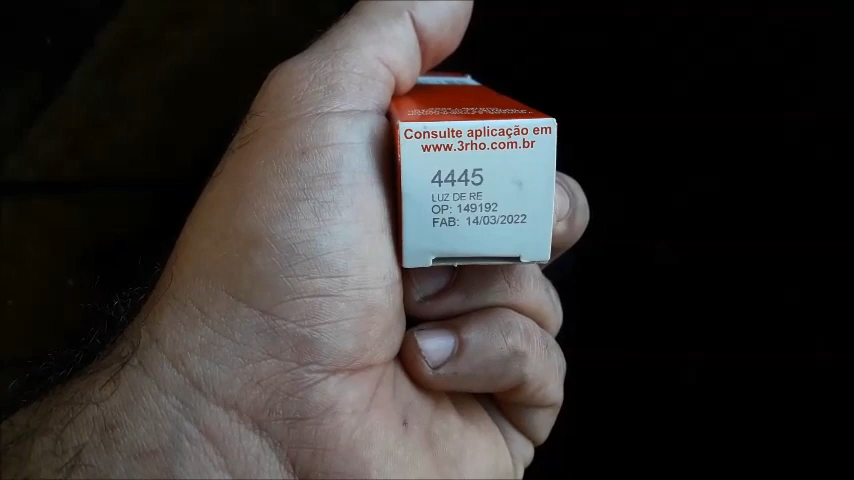 Consulte aplicação em
www.3rho.com.br
4445
LUZ DE RE
OP: 149192
FAB: 14/03/2022